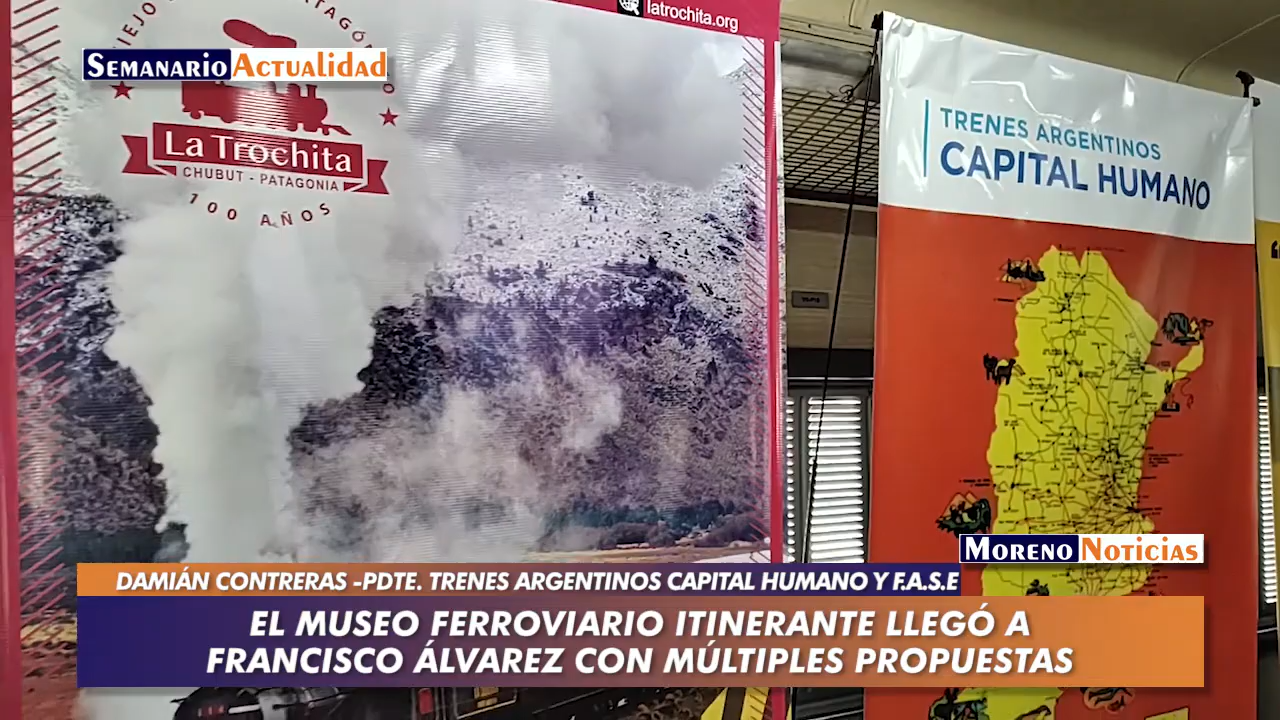 latrochita.org
SEMANARIO ACTUALIDAD
La Trochita
CHUBUT - PATAGONIA
100 AÑOS
TRENES ARGENTINOS
CAPITAL HUMANO
MORENO NOTICIAS
DAMIÁN CONTRERAS -PDTE. TRENES ARGENTINOS CAPITAL HUMANO Y F.A.S.E
EL MUSEO FERROVIARIO ITINERANTE LLEGÓ A
FRANCISCO ÁLVAREZ CON MÚLTIPLES PROPUESTAS